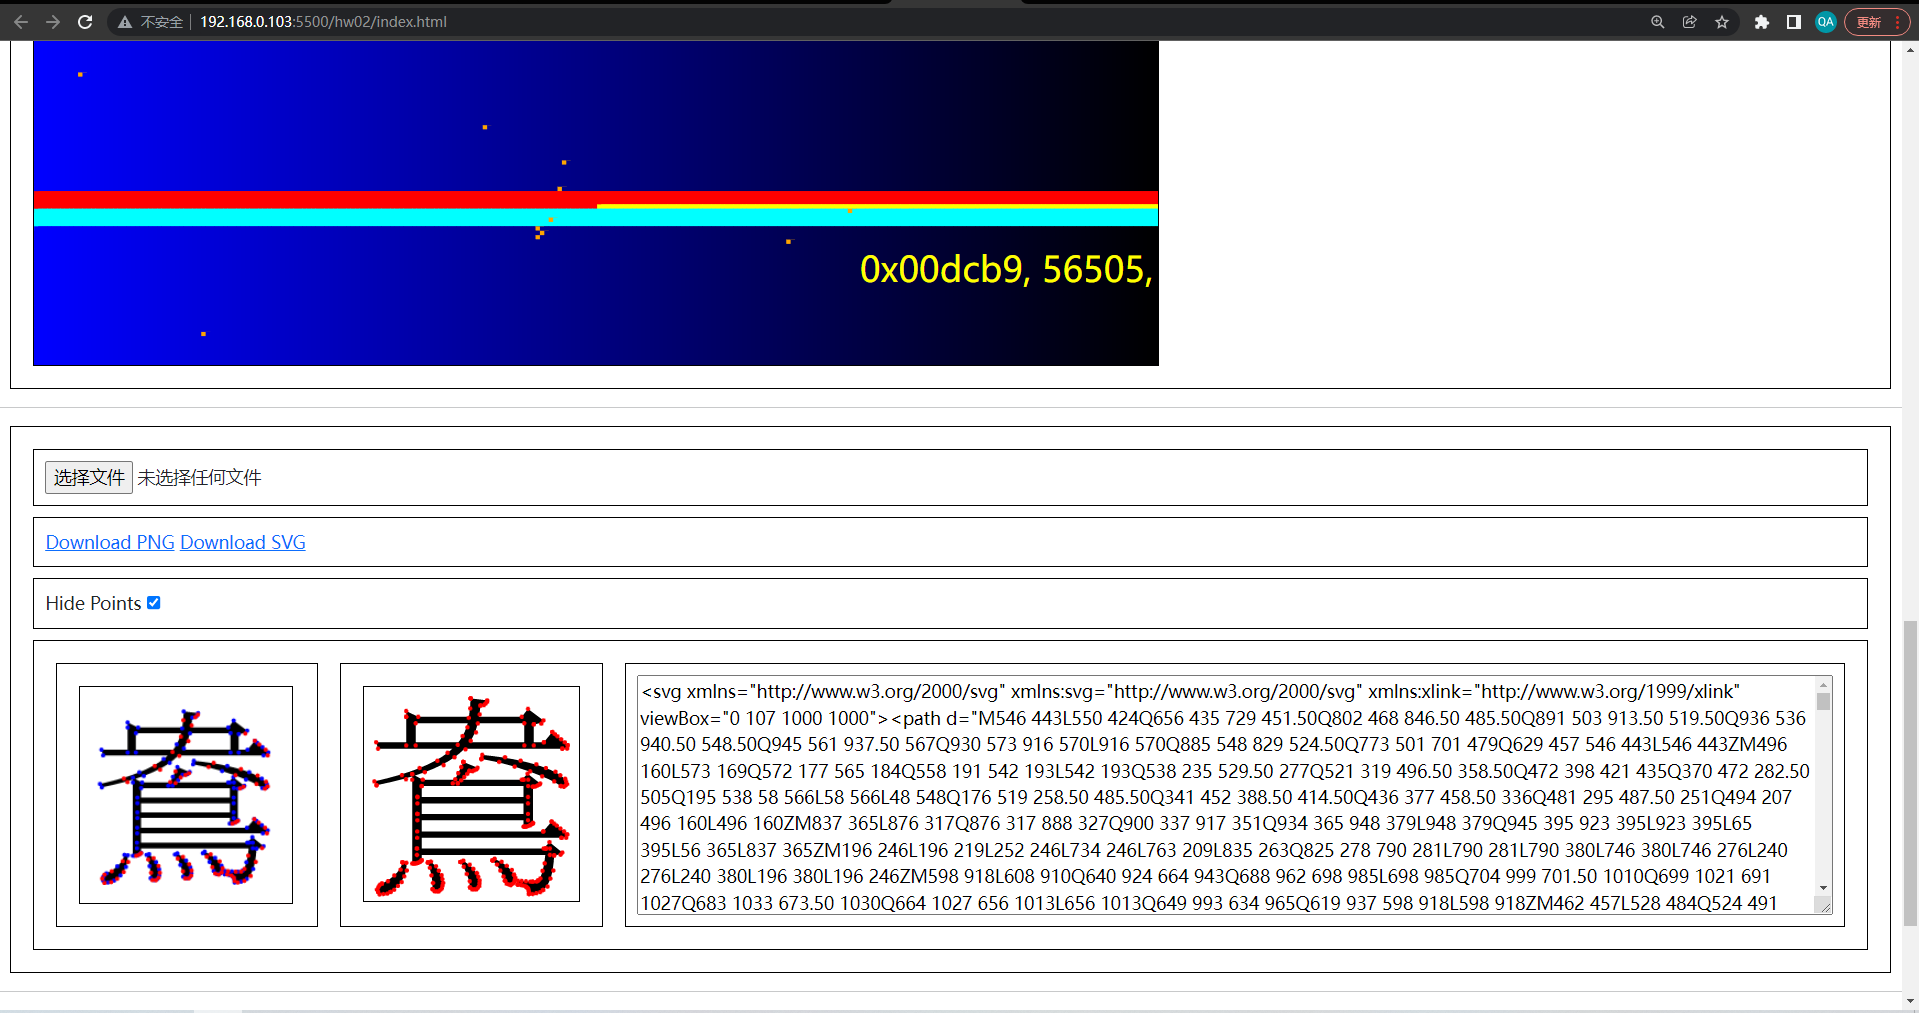 不安全 192.168.0.103:5500/hw02/index.html
QA
更新
0x00dcb9, 56505,
选择文件 未选择任何文件
Download PNG Download SVG
Hide Points
<svg xmlns="http://www.w3.org/2000/svg" xmlns:svg="http://www.w3.org/2000/svg" xmlns:xlink="http://www.w3.org/1999/xlink"
viewBox="0 107 1000 1000"><path d="M546 443L550 424Q656 435 729 451.50Q802 468 846.50 485.50Q891 503 913.50 519.50Q936 536
940.50 548.50Q945 561 937.50 567Q930 573 916 570L916 570Q885 548 829 524.50Q773 501 701 479Q629 457 546 443L546 443ZM496
160L573 169Q572 177 565 184Q558 191 542 193L542 193Q538 235 529.50 277Q521 319 496.50 358.50Q472 398 421 435Q370 472 282.50
505Q195 538 58 566L58 566L48 548Q176 519 258.50 485.50Q341 452 388.50 414.50Q436 377 458.50 336Q481 295 487.50 251Q494 207
496 160L496 160ZM837 365L876 317Q876 317 888 327Q900 337 917 351Q934 365 948 379L948 379Q945 395 923 395L923 395L65
395L56 365L837 365ZM196 246L196 219L252 246L734 246L763 209L835 263Q825 278 790 281L790 281L790 380L746 380L746 276L240
276L240 380L196 380L196 246ZM598 918L608 910Q640 924 664 943Q688 962 698 985L698 985Q704 999 701.50 1010Q699 1021 691
1027Q683 1033 673.50 1030Q664 1027 656 1013L656 1013Q649 993 634 965Q619 937 598 918L598 918ZM462 457L528 484Q524 491